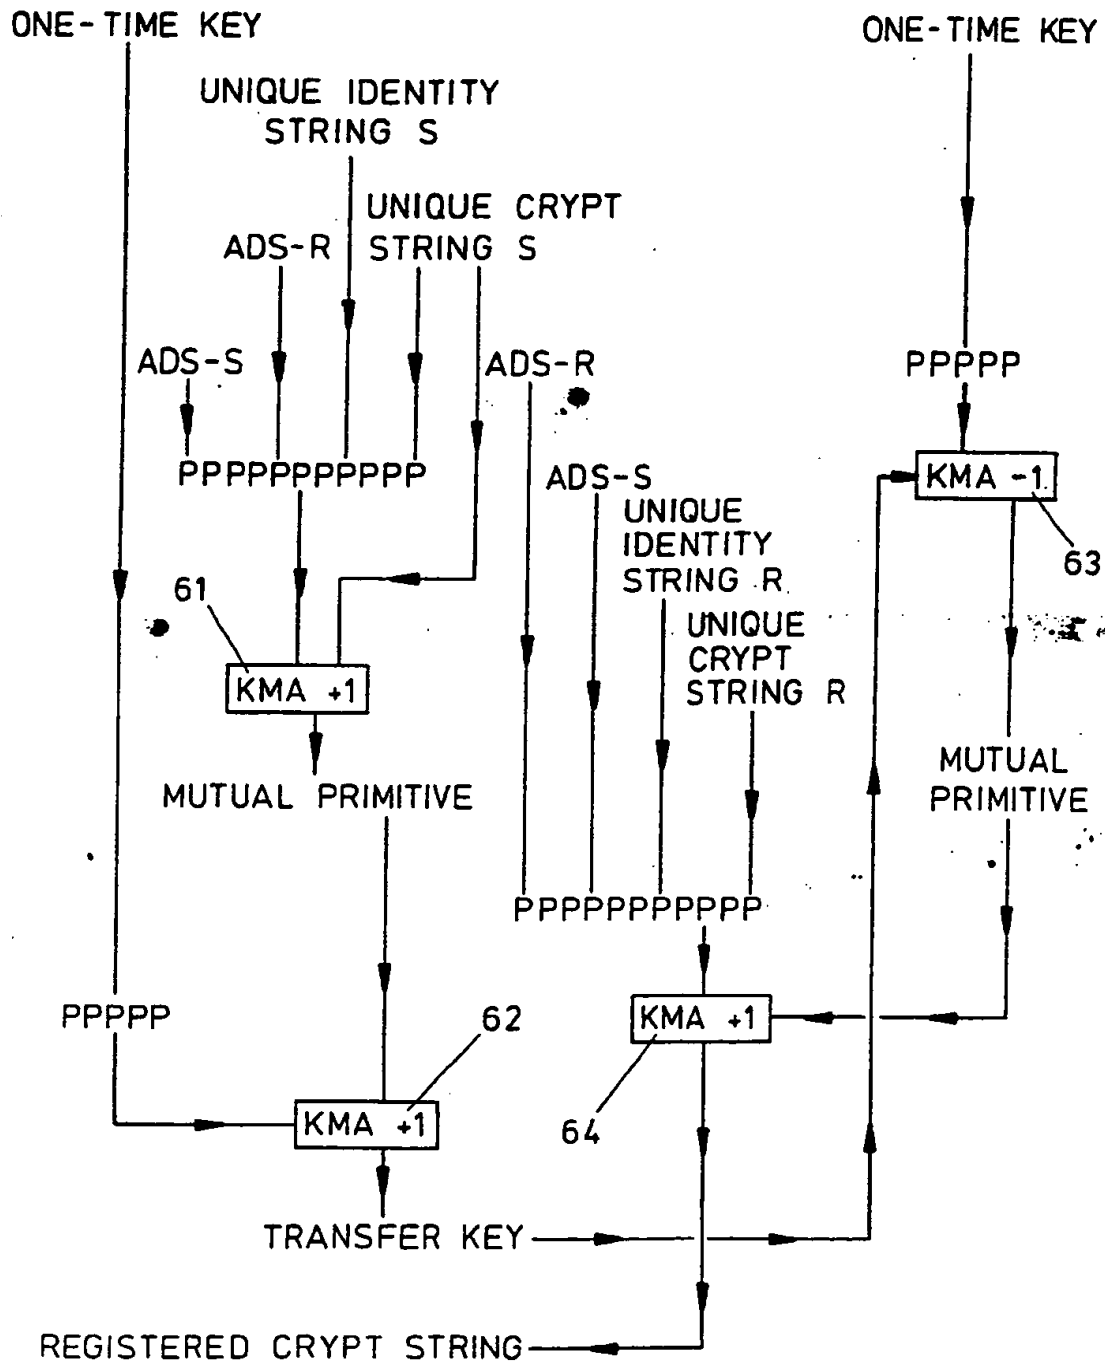 ONE-TIME KEY
ONE-TIME KEY
UNIQUE IDENTITY
STRING S
UNIQUE CRYPT
STRING S
ADS-R
ADS-S
ADS-R
PPPPP
PPPPPPPPPPP
ADS-S
KMA -1
UNIQUE
IDENTITY
STRING R
63
61
UNIQUE
CRYPT
STRING R
KMA +1
MUTUAL PRIMITIVE
MUTUAL
PRIMITIVE
PPPPPPPPPPP
PPPPP
62
KMA +1
KMA +1
64
TRANSFER KEY
REGISTERED CRYPT STRING